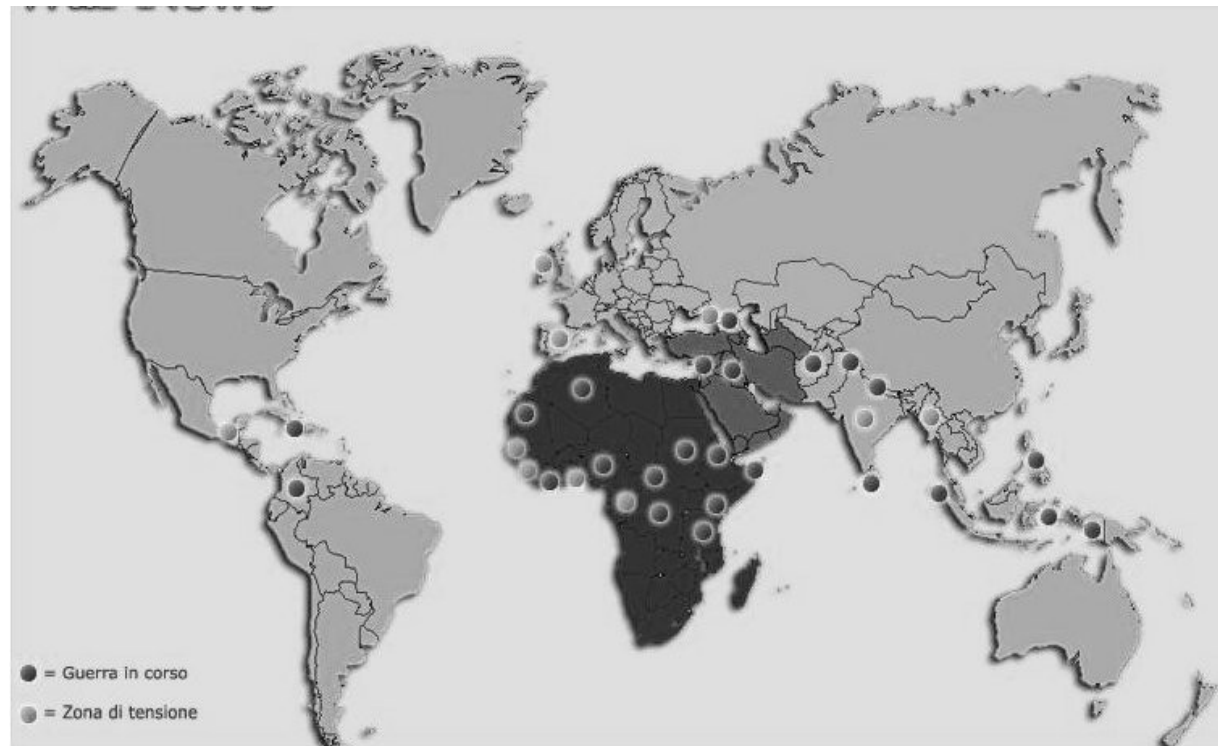 = Guerra in corso
= Zona di tensione